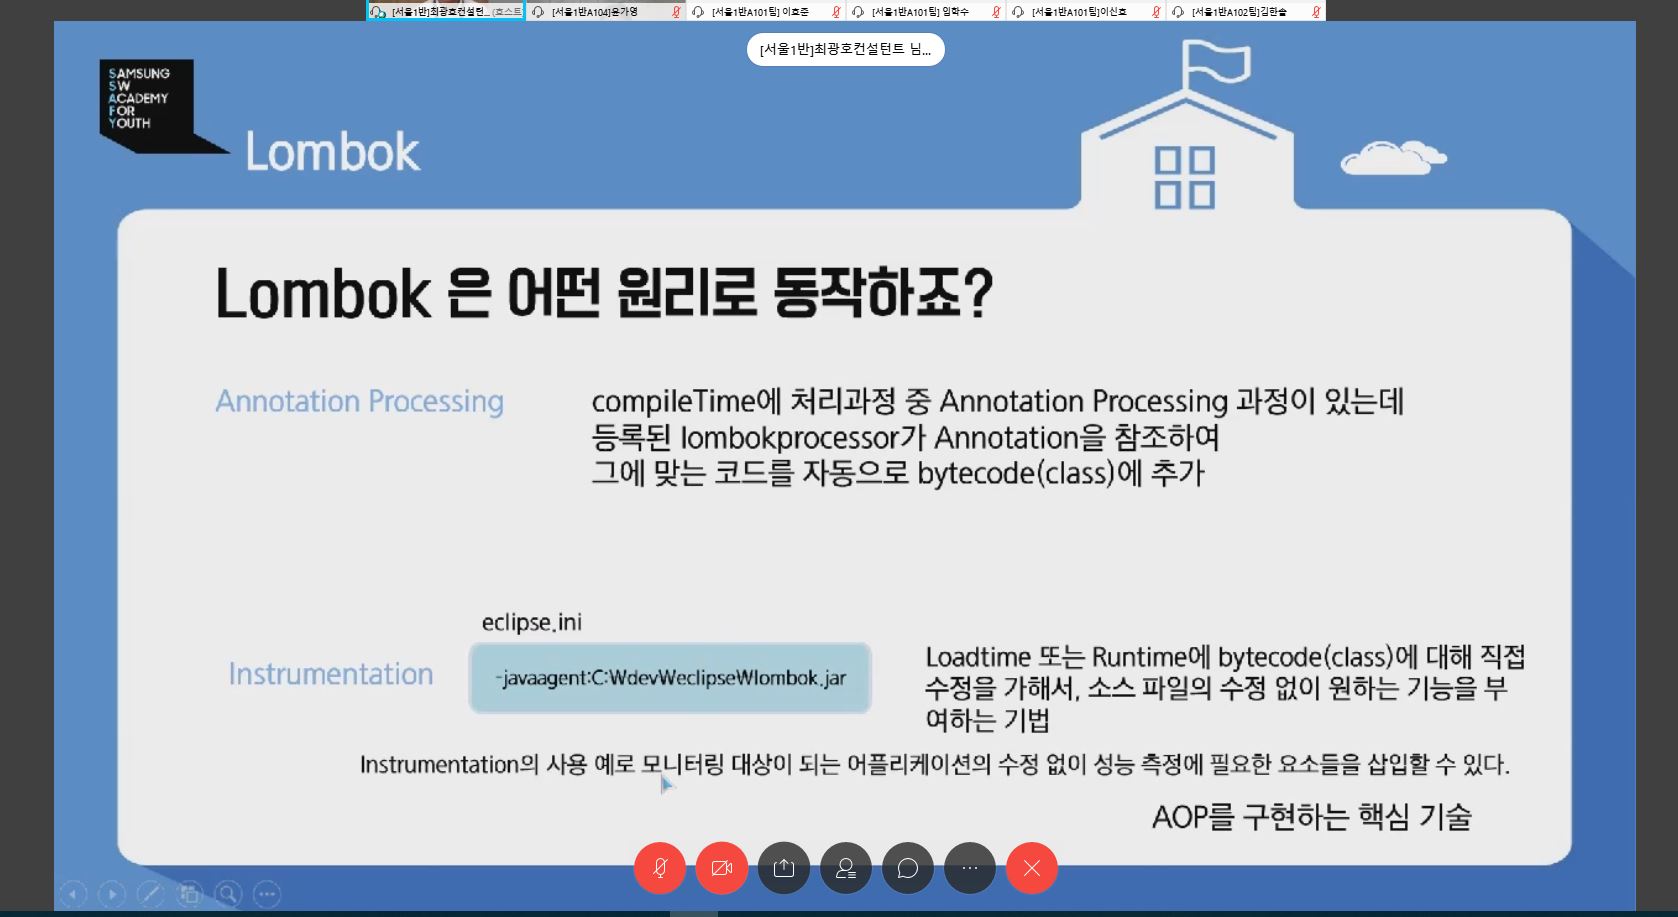 [서울1반]최광호컨설턴... (호스트
[서울1반A104]윤가영
[서울1반A101팀] 이효준
[서울1반A101팀] 임학수
[서울1반A101팀]이신호
[서울1반A102팀]김한솔
[서울1반]최광호컨설턴트 님...
SAMSUNG
SW
ACADEMY
FOR
YOUTH
Lombok
Lombok 은 어떤 원리로 동작하죠?
Annotation Processing
compileTime에 처리과정 중 Annotation Processing 과정이 있는데
등록된 lombokprocessor가 Annotation을 참조하여
그에 맞는 코드를 자동으로 bytecode(class)에 추가
eclipse.ini
Instrumentation
-javaagent:C:₩dev₩eclipse₩lombok.jar
Loadtime 또는 Runtime에 bytecode(class)에 대해 직접
수정을 가해서, 소스 파일의 수정 없이 원하는 기능을 부
여하는 기법
Instrumentation의 사용 예로 모니터링 대상이 되는 어플리케이션의 수정 없이 성능 측정에 필요한 요소들을 삽입할 수 있다.
AOP를 구현하는 핵심 기술